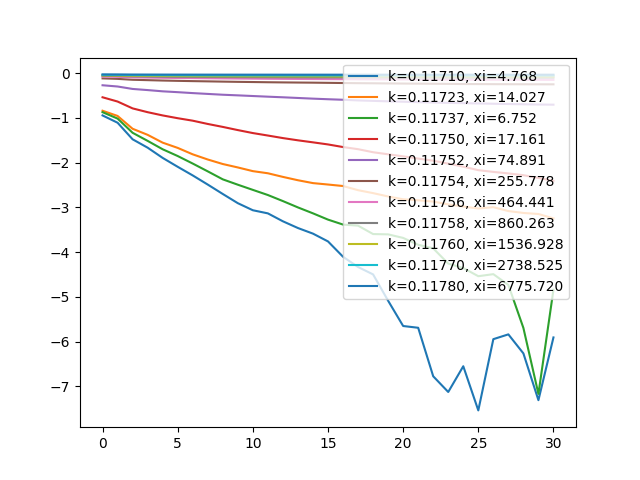 0
−1
−2
−3
−4
−5
−6
−7
0
5
10
15
20
25
30
k=0.11710, xi=4.768
k=0.11723, xi=14.027
k=0.11737, xi=6.752
k=0.11750, xi=17.161
k=0.11752, xi=74.891
k=0.11754, xi=255.778
k=0.11756, xi=464.441
k=0.11758, xi=860.263
k=0.11760, xi=1536.928
k=0.11770, xi=2738.525
k=0.11780, xi=6775.720